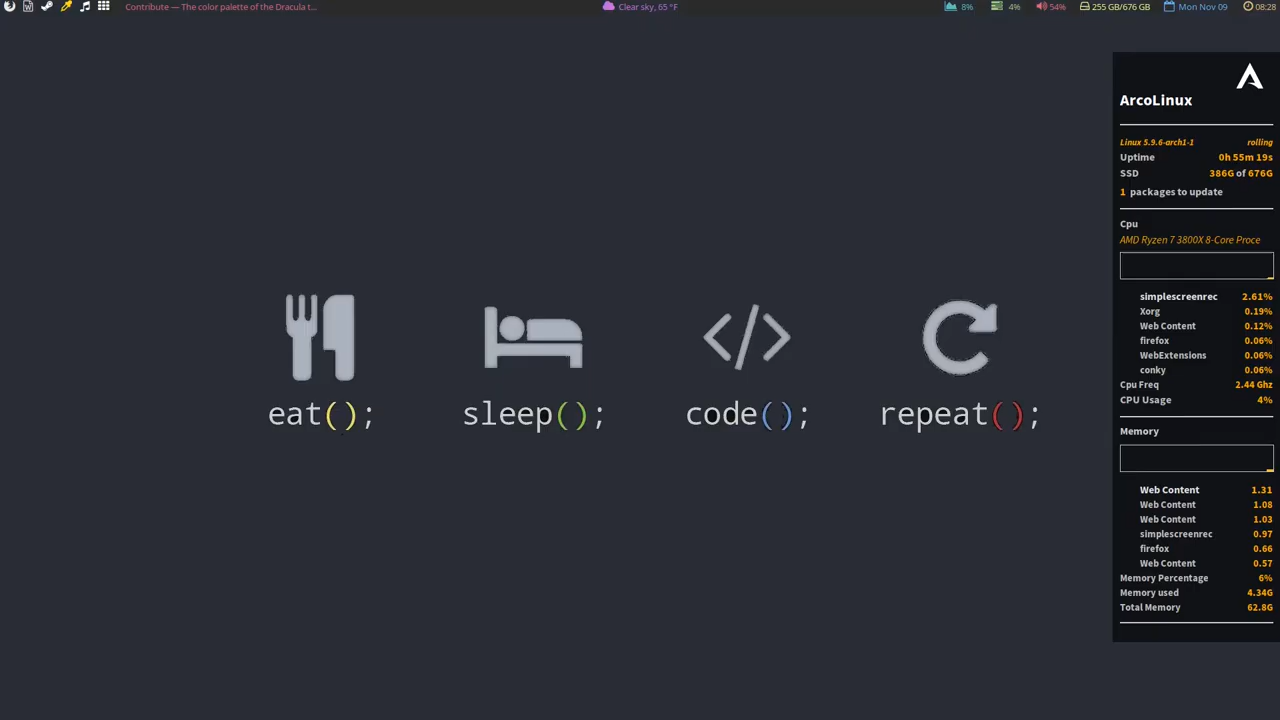 Contribute — The color palette of the Dracula t... Clear sky, 65 °F 8% 4% 54% 255 GB/676 GB Mon Nov 09 08:28
ArcoLinux
Linux 5.9.6-arch1-1 rolling
Uptime 0h 55m 19s
SSD 386G of 676G
1 packages to update
Cpu
AMD Ryzen 7 3800X 8-Core Proce
simplescreenrec 2.61%
Xorg 0.19%
Web Content 0.12%
firefox 0.06%
WebExtensions 0.06%
conky 0.06%
Cpu Freq 2.44 Ghz
CPU Usage 4%
Memory
Web Content 1.31
Web Content 1.08
Web Content 1.03
simplescreenrec 0.97
firefox 0.66
Web Content 0.57
Memory Percentage 6%
Memory used 4.34G
Total Memory 62.8G
eat(); sleep(); code(); repeat();